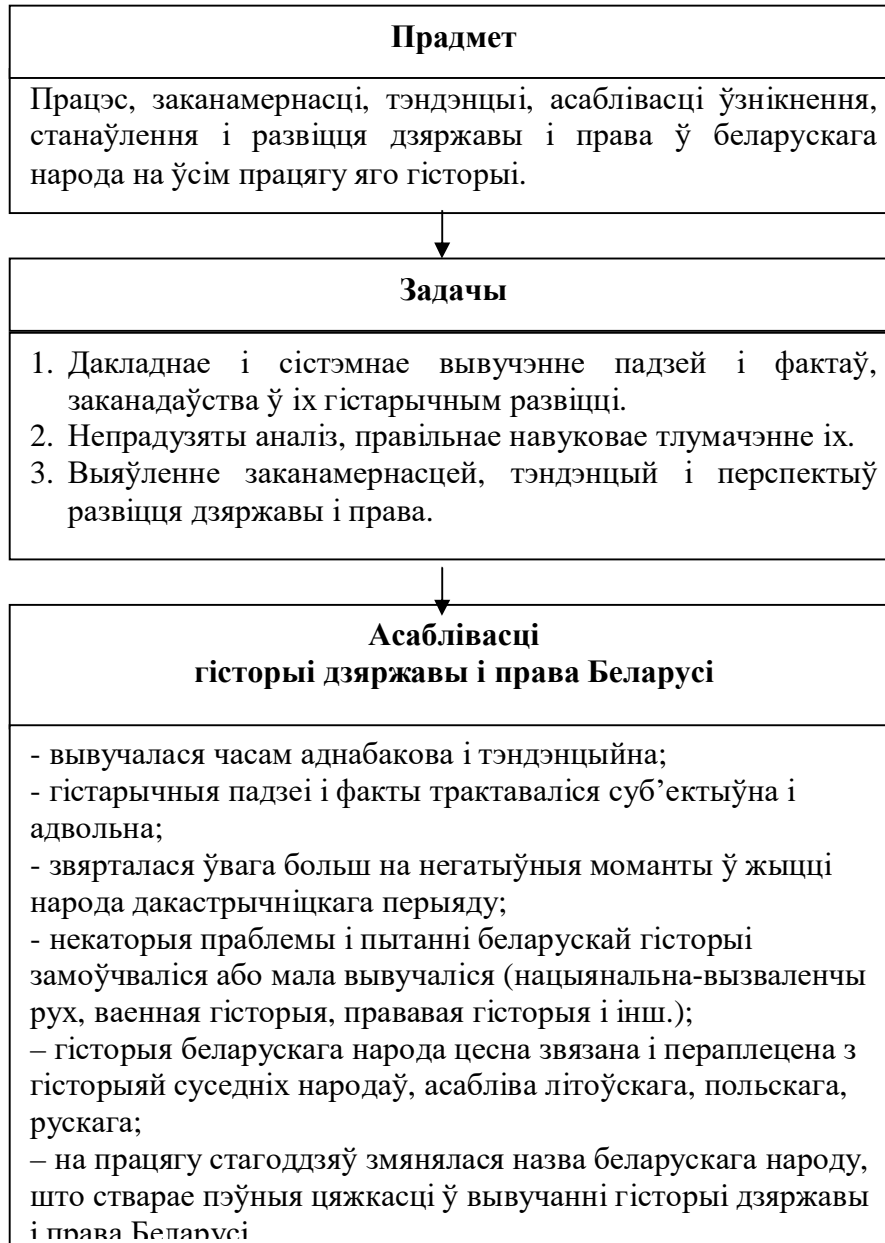 Прадмет
Працэс, заканамернасці, тэндэнцыі, асаблівасці ўзнікнення,
станаўлення і развіцця дзяржавы і права ў беларускага
народа на ўсім працягу яго гісторыі.
Задачы
1. Дакладнае і сістэмнае вывучэнне падзей і фактаў,
заканадаўства ў іх гістарычным развіцці.
2. Непрадузяты аналіз, правільнае навуковае тлумачэнне іх.
3. Выяўленне заканамернасцей, тэндэнцый і перспектыў
развіцця дзяржавы і права.
Асаблівасці
гісторыі дзяржавы і права Беларусі
- вывучалася часам аднабакова і тэндэнцыйна;
- гістарычныя падзеі і факты трактаваліся суб’ектыўна і
адвольна;
- звярталася ўвага больш на негатыўныя моманты ў жыцці
народа дакастрычніцкага перыяду;
- некаторыя праблемы і пытанні беларускай гісторыі
замоўчваліся або мала вывучаліся (нацыянальна-вызваленчы
рух, ваенная гісторыя, прававая гісторыя і інш.);
– гісторыя беларускага народа цесна звязана і пераплецена з
гісторыяй суседніх народаў, асабліва літоўскага, польскага,
рускага;
– на працягу стагоддзяў змянялася назва беларускага народу,
што стварае пэўныя цяжкасці ў вывучанні гісторыі дзяржавы
і права Беларусі